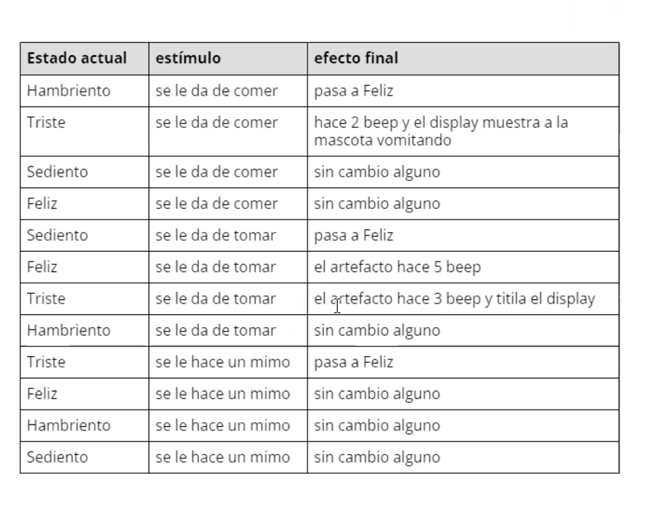 Estado actual estímulo efecto final
Hambriento se le da de comer pasa a Feliz
Triste se le da de comer hace 2 beep y el display muestra a la
mascota vomitando
Sediento se le da de comer sin cambio alguno
Feliz se le da de comer sin cambio alguno
Sediento se le da de tomar pasa a Feliz
Feliz se le da de tomar el artefacto hace 5 beep
Triste se le da de tomar el artefacto hace 3 beep y titila el display
Hambriento se le da de tomar sin cambio alguno
Triste se le hace un mimo pasa a Feliz
Feliz se le hace un mimo sin cambio alguno
Hambriento se le hace un mimo sin cambio alguno
Sediento se le hace un mimo sin cambio alguno